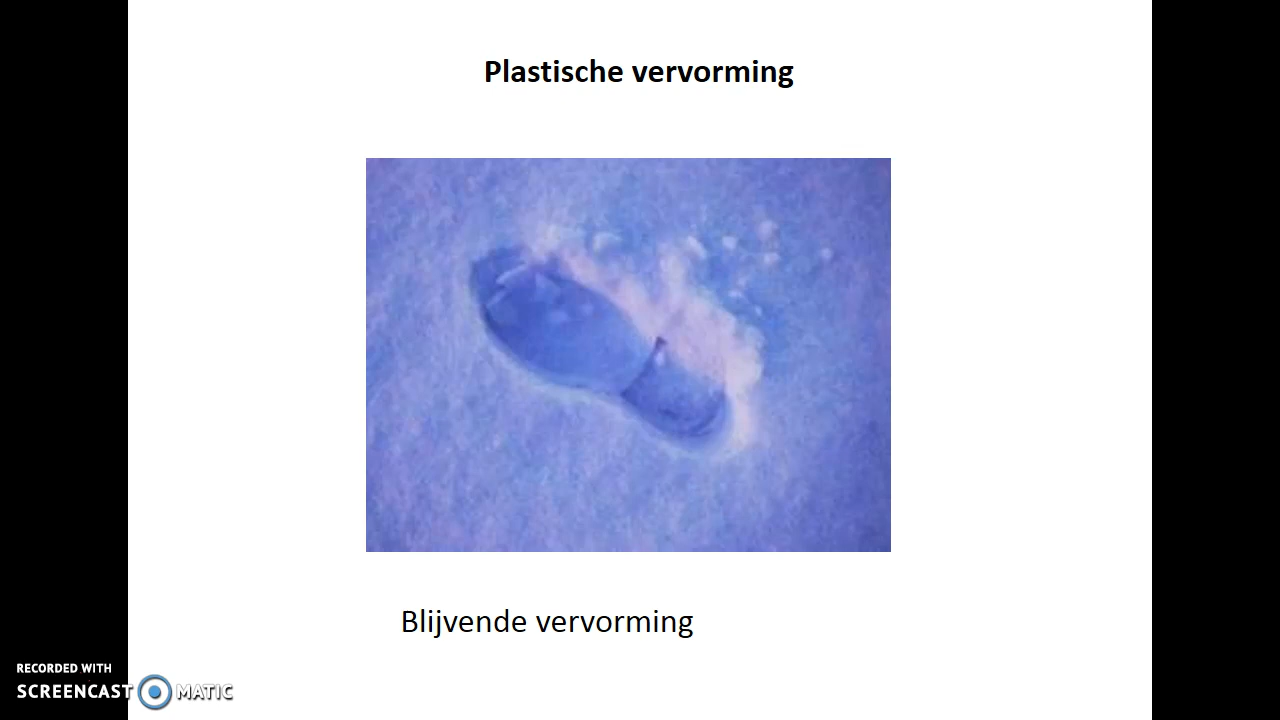 Plastische vervorming
Blijvende vervorming
RECORDED WITH
SCREENCAST MATIC